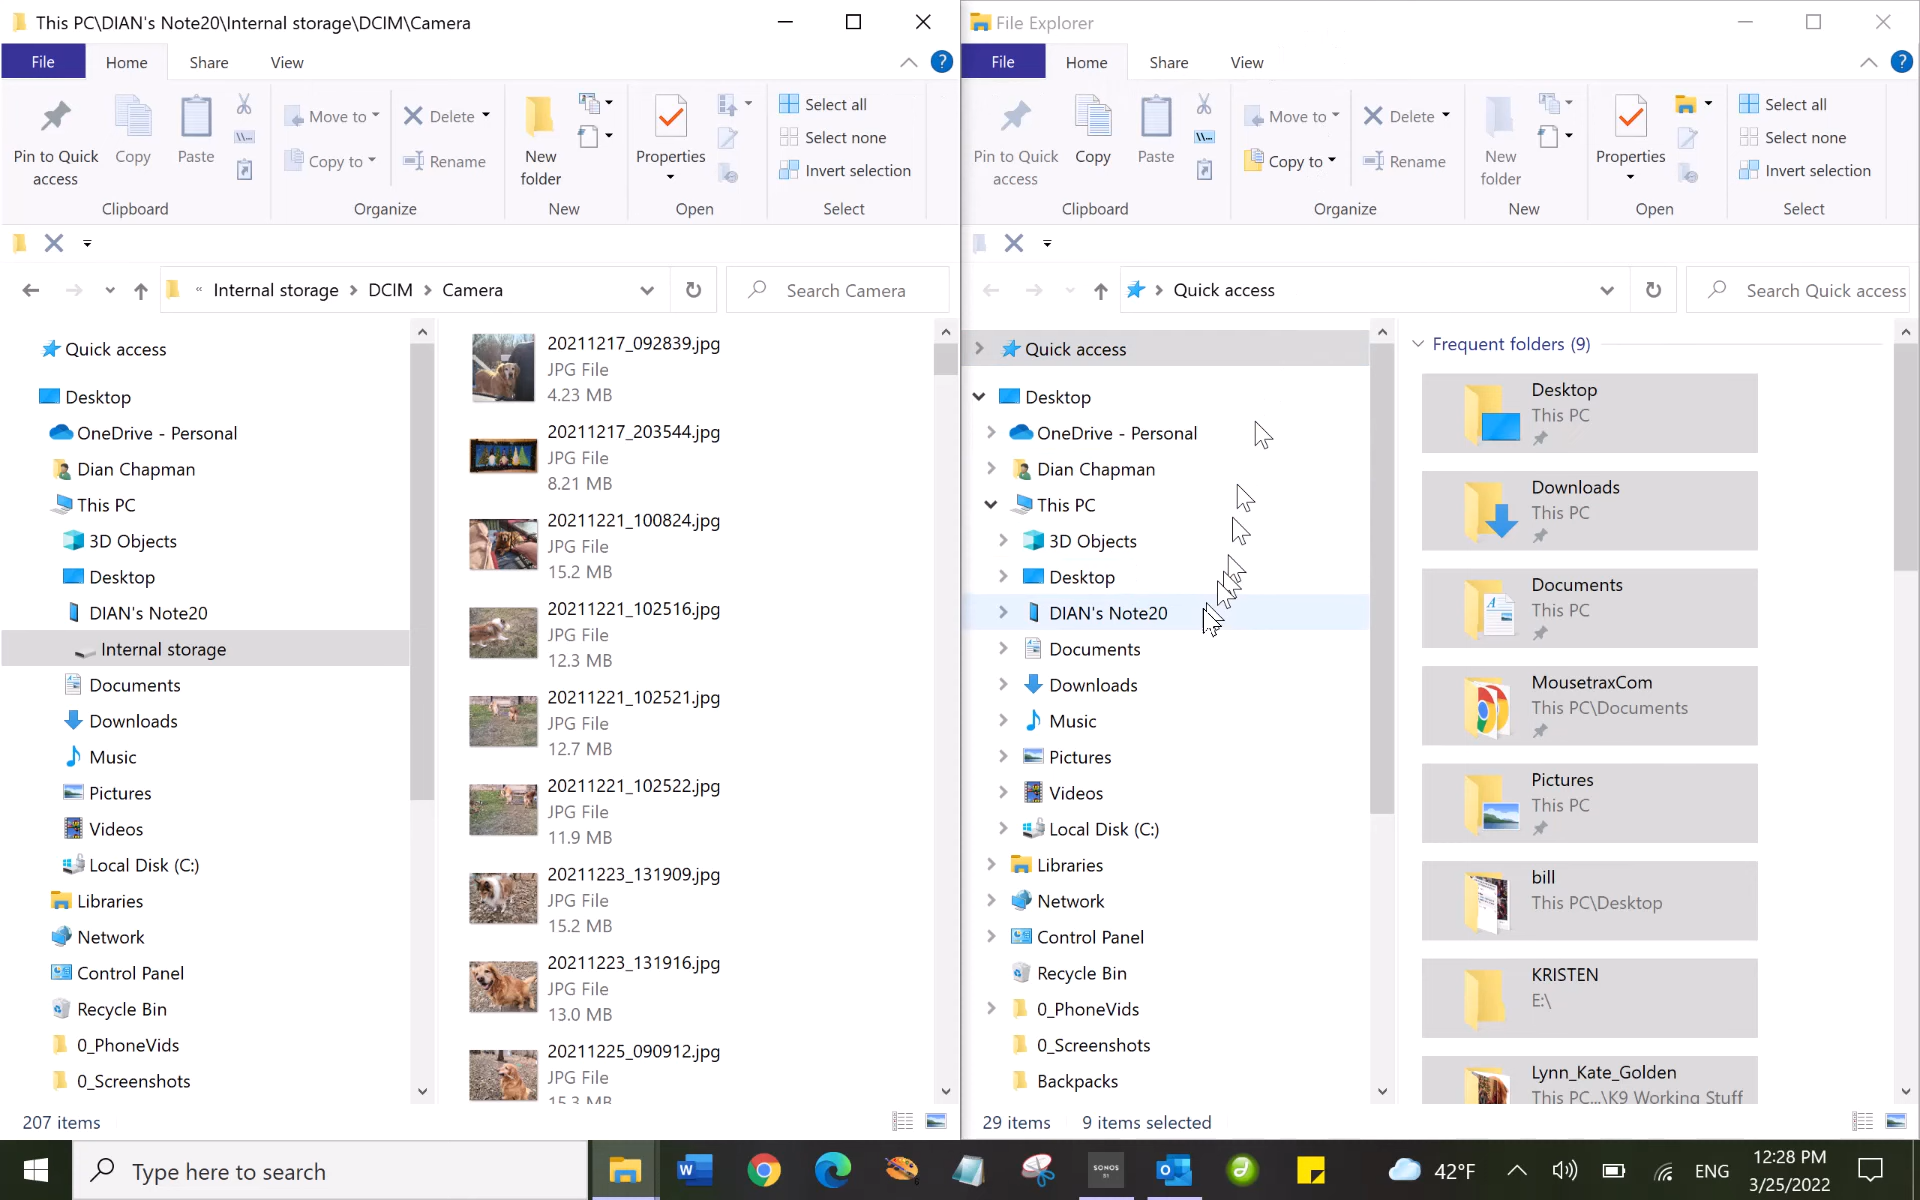 This PC\DIAN's Note20\Internal storage\DCIM\Camera
File Home Share View
Pin to Quick access
Copy
Paste
Move to
Copy to
Delete
Rename
New folder
Properties
Select all
Select none
Invert selection
Clipboard Organize New Open Select
« Internal storage > DCIM > Camera
Search Camera
Quick access
Desktop
OneDrive - Personal
Dian Chapman
This PC
3D Objects
Desktop
DIAN's Note20
Internal storage
Documents
Downloads
Music
Pictures
Videos
Local Disk (C:)
Libraries
Network
Control Panel
Recycle Bin
0_PhoneVids
0_Screenshots
20211217_092839.jpg
JPG File
4.23 MB
20211217_203544.jpg
JPG File
8.21 MB
20211221_100824.jpg
JPG File
15.2 MB
20211221_102516.jpg
JPG File
12.3 MB
20211221_102521.jpg
JPG File
12.7 MB
20211221_102522.jpg
JPG File
11.9 MB
20211223_131909.jpg
JPG File
15.2 MB
20211223_131916.jpg
JPG File
13.0 MB
20211225_090912.jpg
JPG File
15.3 MB
207 items
File Explorer
File Home Share View
Pin to Quick access
Copy
Paste
Move to
Copy to
Delete
Rename
New folder
Properties
Select all
Select none
Invert selection
Clipboard Organize New Open Select
> Quick access
Search Quick access
Quick access
Desktop
OneDrive - Personal
Dian Chapman
This PC
3D Objects
Desktop
DIAN's Note20
Documents
Downloads
Music
Pictures
Videos
Local Disk (C:)
Libraries
Network
Control Panel
Recycle Bin
0_PhoneVids
0_Screenshots
Backpacks
Frequent folders (9)
Desktop
This PC
Downloads
This PC
Documents
This PC
MousetraxCom
This PC\Documents
Pictures
This PC
bill
This PC\Desktop
KRISTEN
E:\
Lynn_Kate_Golden
This PC...\K9 Working Stuff
29 items 9 items selected
Type here to search
SONOS
42°F
ENG
12:28 PM
3/25/2022